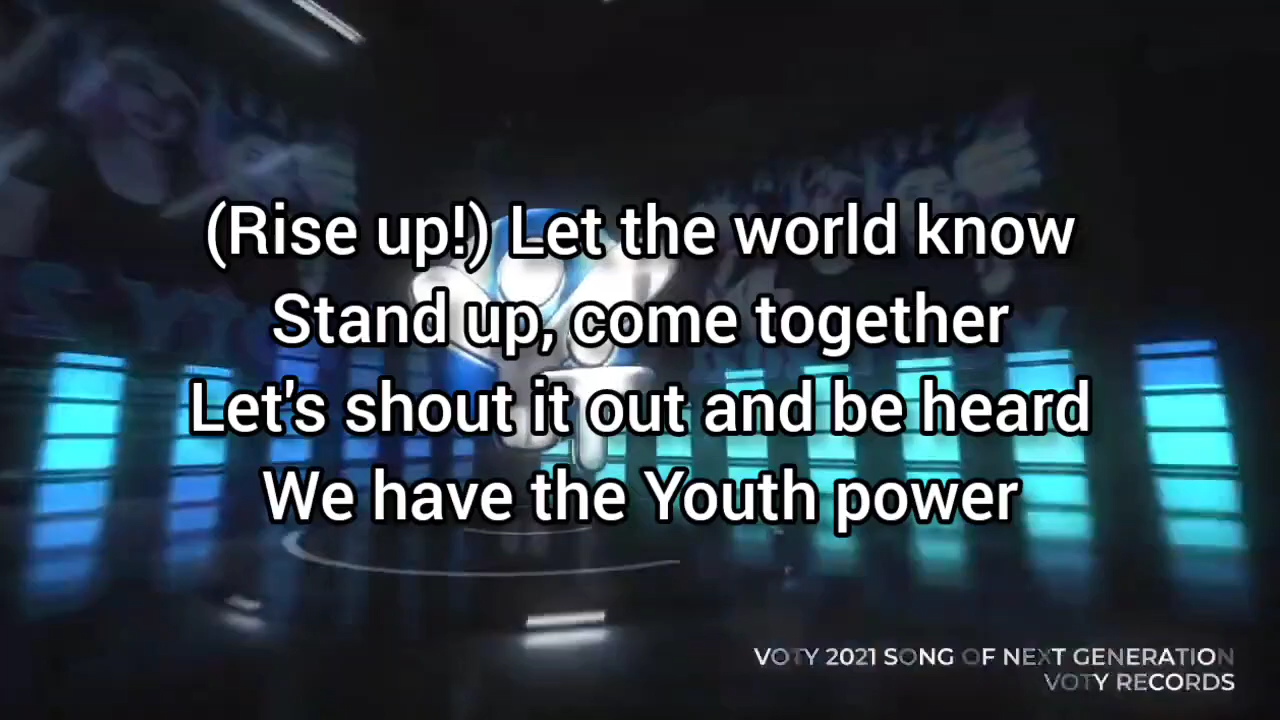 (Rise up!) Let the world know
Stand up, come together
Let's shout it out and be heard
We have the Youth power
VOTY 2021 SONG OF NEXT GENERATION
VOTY RECORDS